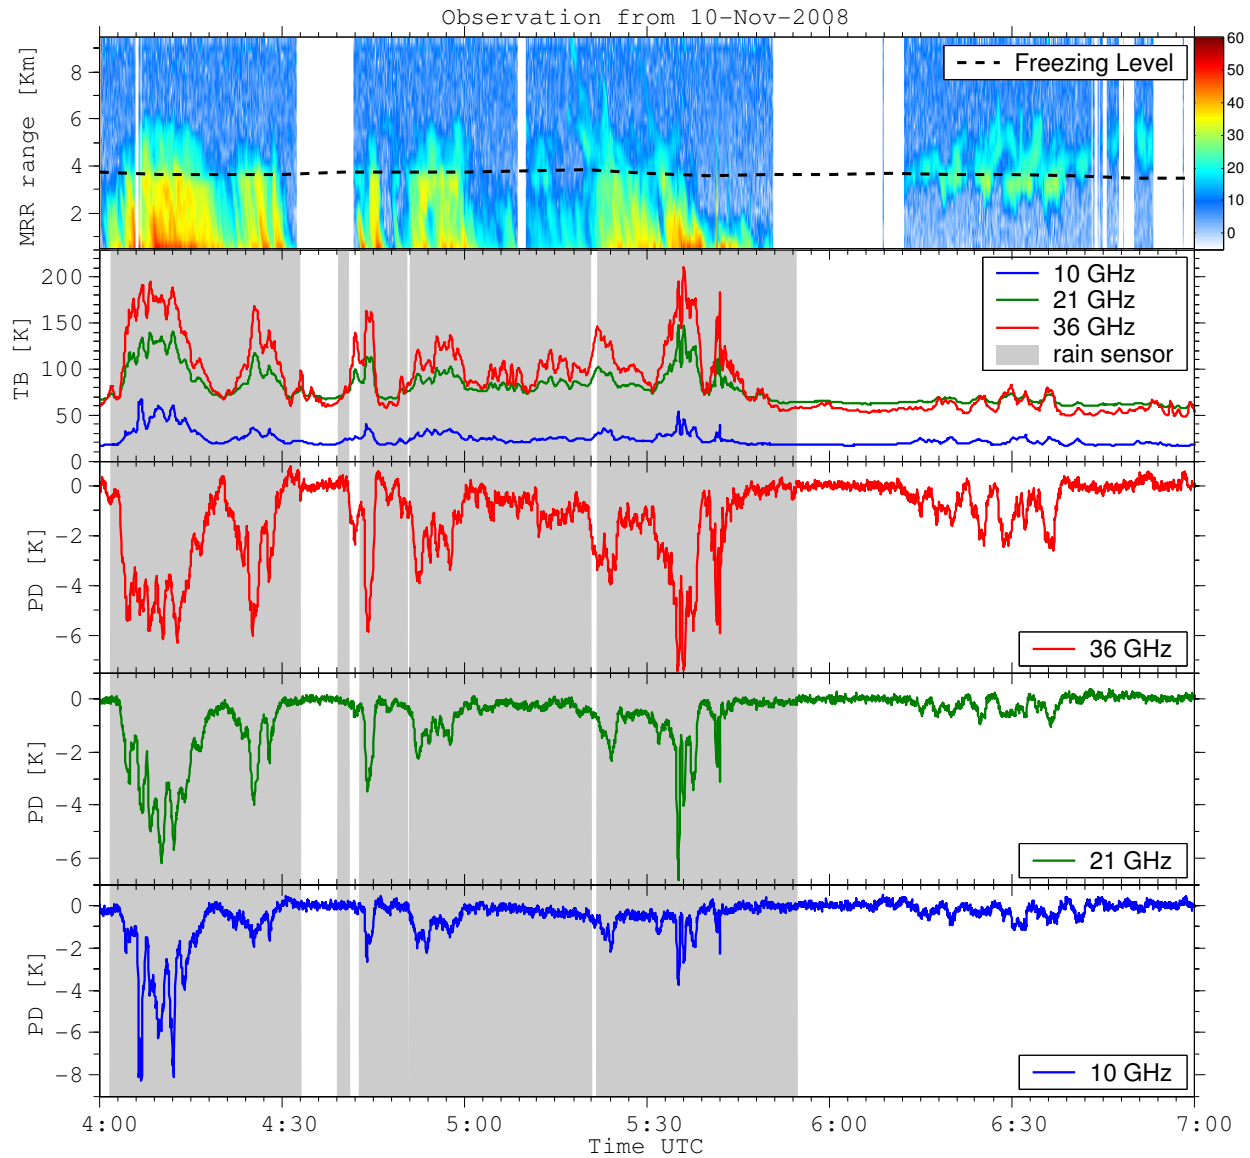 Observation from 10-Nov-2008
MRR range [Km]
8
6
4
2
Freezing Level
60
50
40
30
20
10
0
TB [K]
200
150
100
50
0
10 GHz
21 GHz
36 GHz
rain sensor
PD [K]
0
-2
-4
-6
36 GHz
PD [K]
0
-2
-4
-6
21 GHz
PD [K]
0
-2
-4
-6
-8
10 GHz
4:00 4:30 5:00 5:30 6:00 6:30 7:00
Time UTC